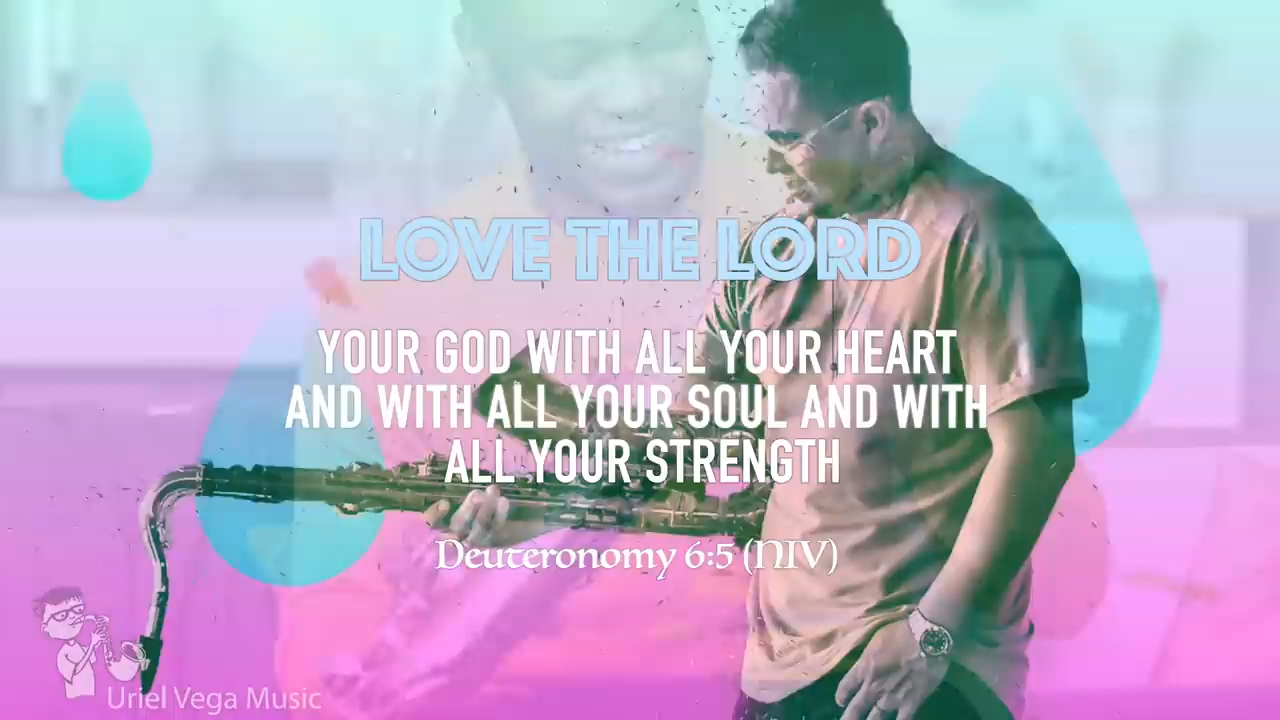 LOVE THE LORD
YOUR GOD WITH ALL YOUR HEART
AND WITH ALL YOUR SOUL AND WITH
ALL YOUR STRENGTH
Deuteronomy 6:5 (NIV)
Uriel Vega Music